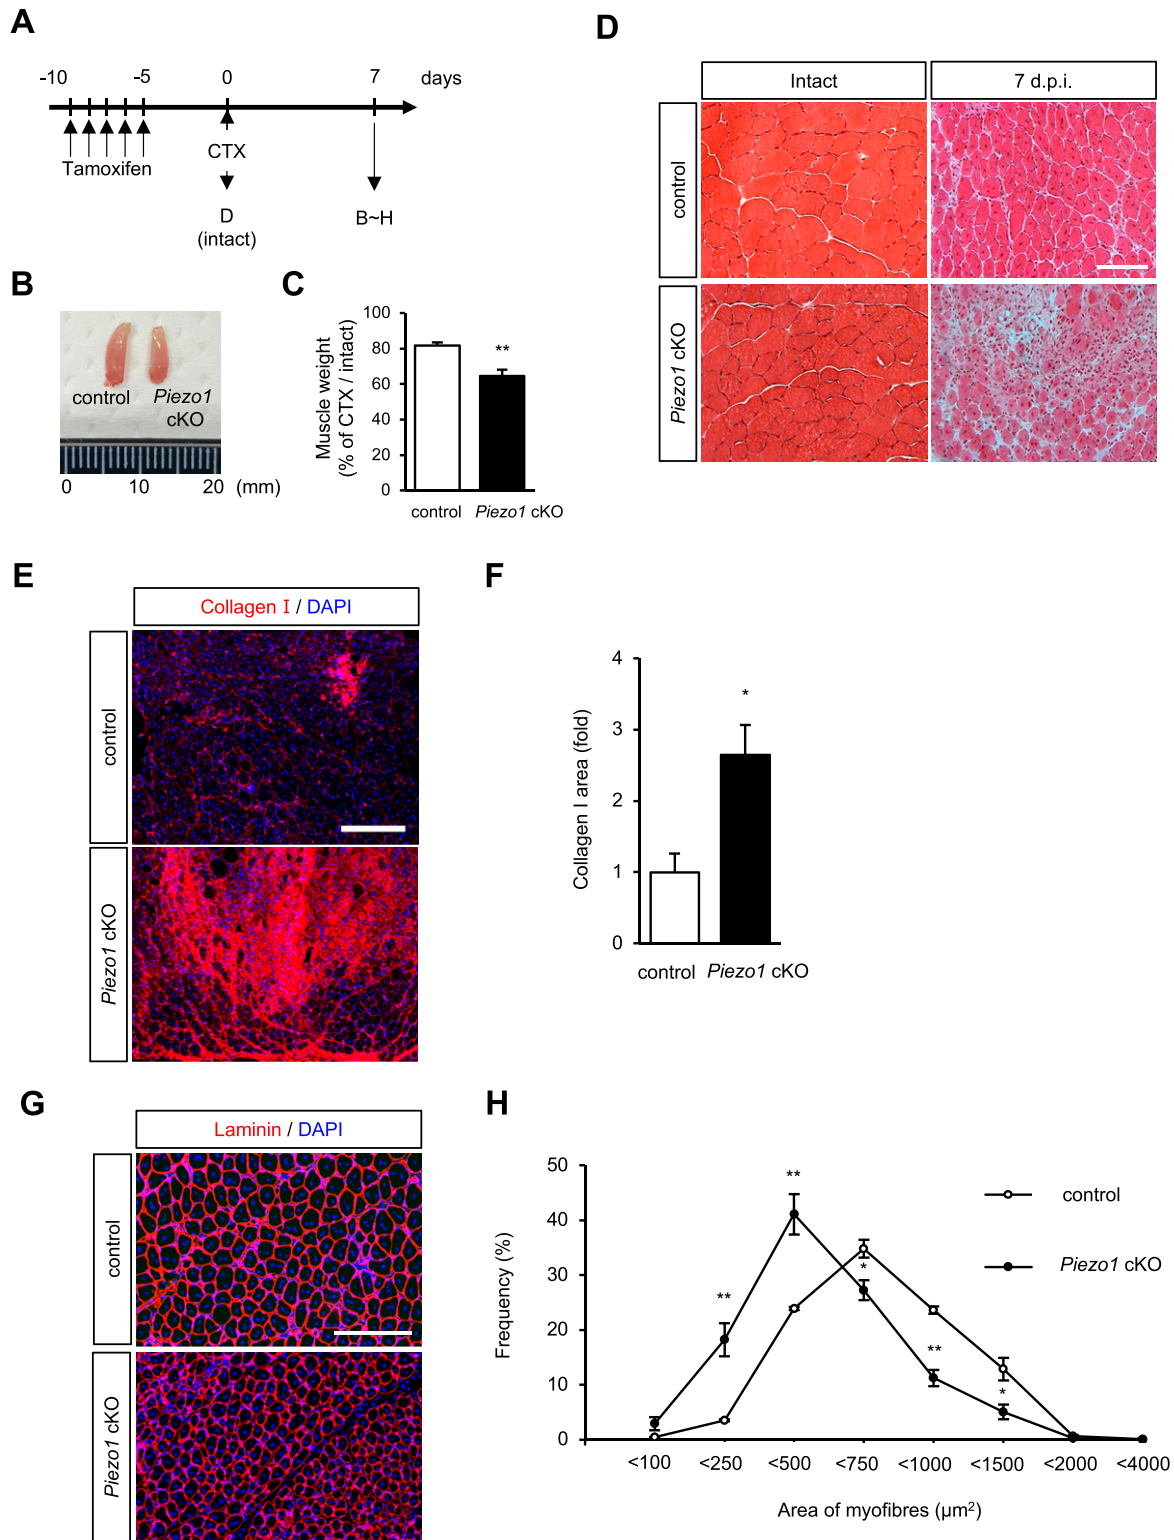 A
-10 -5 0 7 days
Tamoxifen
CTX
D
(intact)
B~H
B
control
Piezo1
cKO
0 10 20 (mm)
C
Muscle weight
(% of CTX / intact)
100
80
60
40
20
0
**
control Piezo1 cKO
D
Intact 7 d.p.i.
control
Piezo1 cKO
E
Collagen I / DAPI
control
Piezo1 cKO
F
Collagen I area (fold)
4
3
2
1
0
*
control Piezo1 cKO
G
Laminin / DAPI
control
Piezo1 cKO
H
Frequency (%)
50
40
30
20
10
0
**
**
*
**
*
control
Piezo1 cKO
<100 <250 <500 <750 <1000 <1500 <2000 <4000
Area of myofibres (µm²)